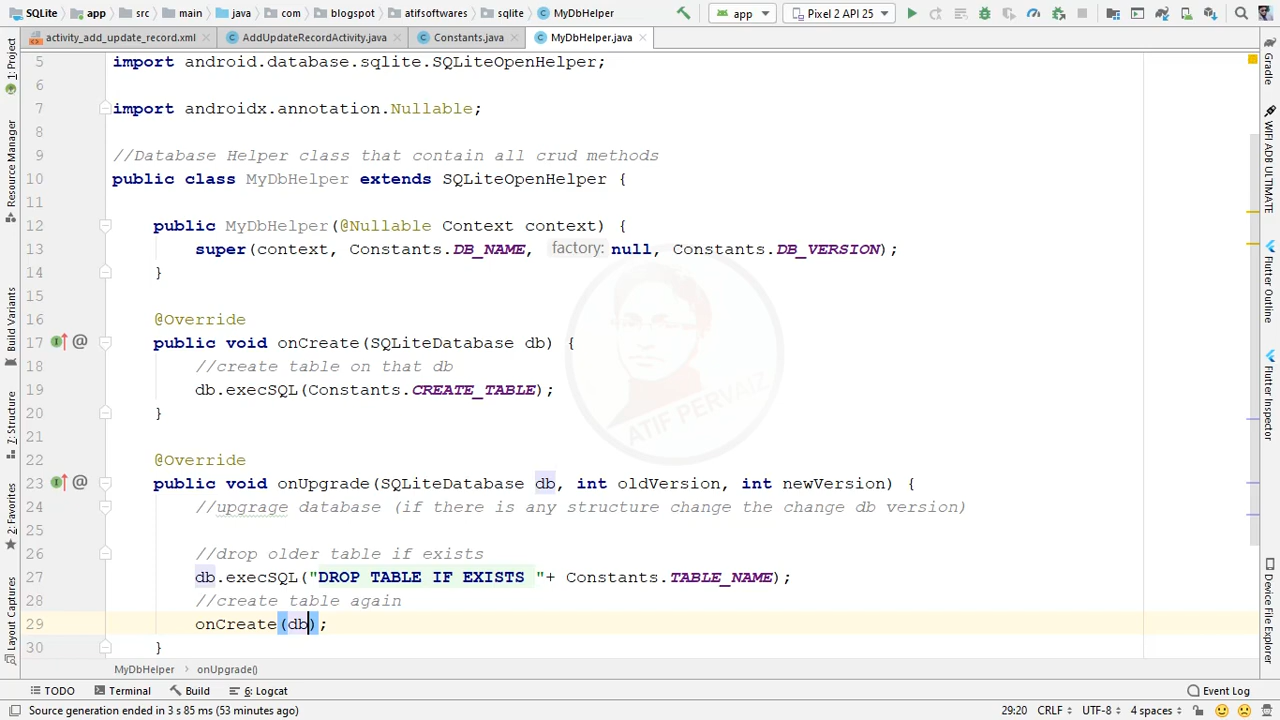 SQLite app src main java com blogspot atifsoftwares sqlite MyDbHelper app Pixel 2 API 25
activity_add_update_record.xml AddUpdateRecordActivity.java Constants.java MyDbHelper.java
5 import android.database.sqlite.SQLiteOpenHelper;
6
7 import androidx.annotation.Nullable;
8
9 //Database Helper class that contain all crud methods
10 public class MyDbHelper extends SQLiteOpenHelper {
11
12 public MyDbHelper(@Nullable Context context) {
13 super(context, Constants.DB_NAME, factory: null, Constants.DB_VERSION);
14 }
15
16 @Override
17 public void onCreate(SQLiteDatabase db) {
18 //create table on that db
19 db.execSQL(Constants.CREATE_TABLE);
20 }
21
22 @Override
23 public void onUpgrade(SQLiteDatabase db, int oldVersion, int newVersion) {
24 //upgrage database (if there is any structure change the change db version)
25
26 //drop older table if exists
27 db.execSQL("DROP TABLE IF EXISTS "+ Constants.TABLE_NAME);
28 //create table again
29 onCreate(db);
30 }
MyDbHelper onUpgrade()
TODO Terminal Build 6: Logcat Event Log
Source generation ended in 3 s 85 ms (53 minutes ago) 29:20 CRLF UTF-8 4 spaces
1: Project
Resource Manager
Build Variants
7: Structure
2: Favorites
Layout Captures
Gradle
WIFI ADB ULTIMATE
Flutter Outline
Flutter Inspector
Device File Explorer
ATIF PERVAIZ